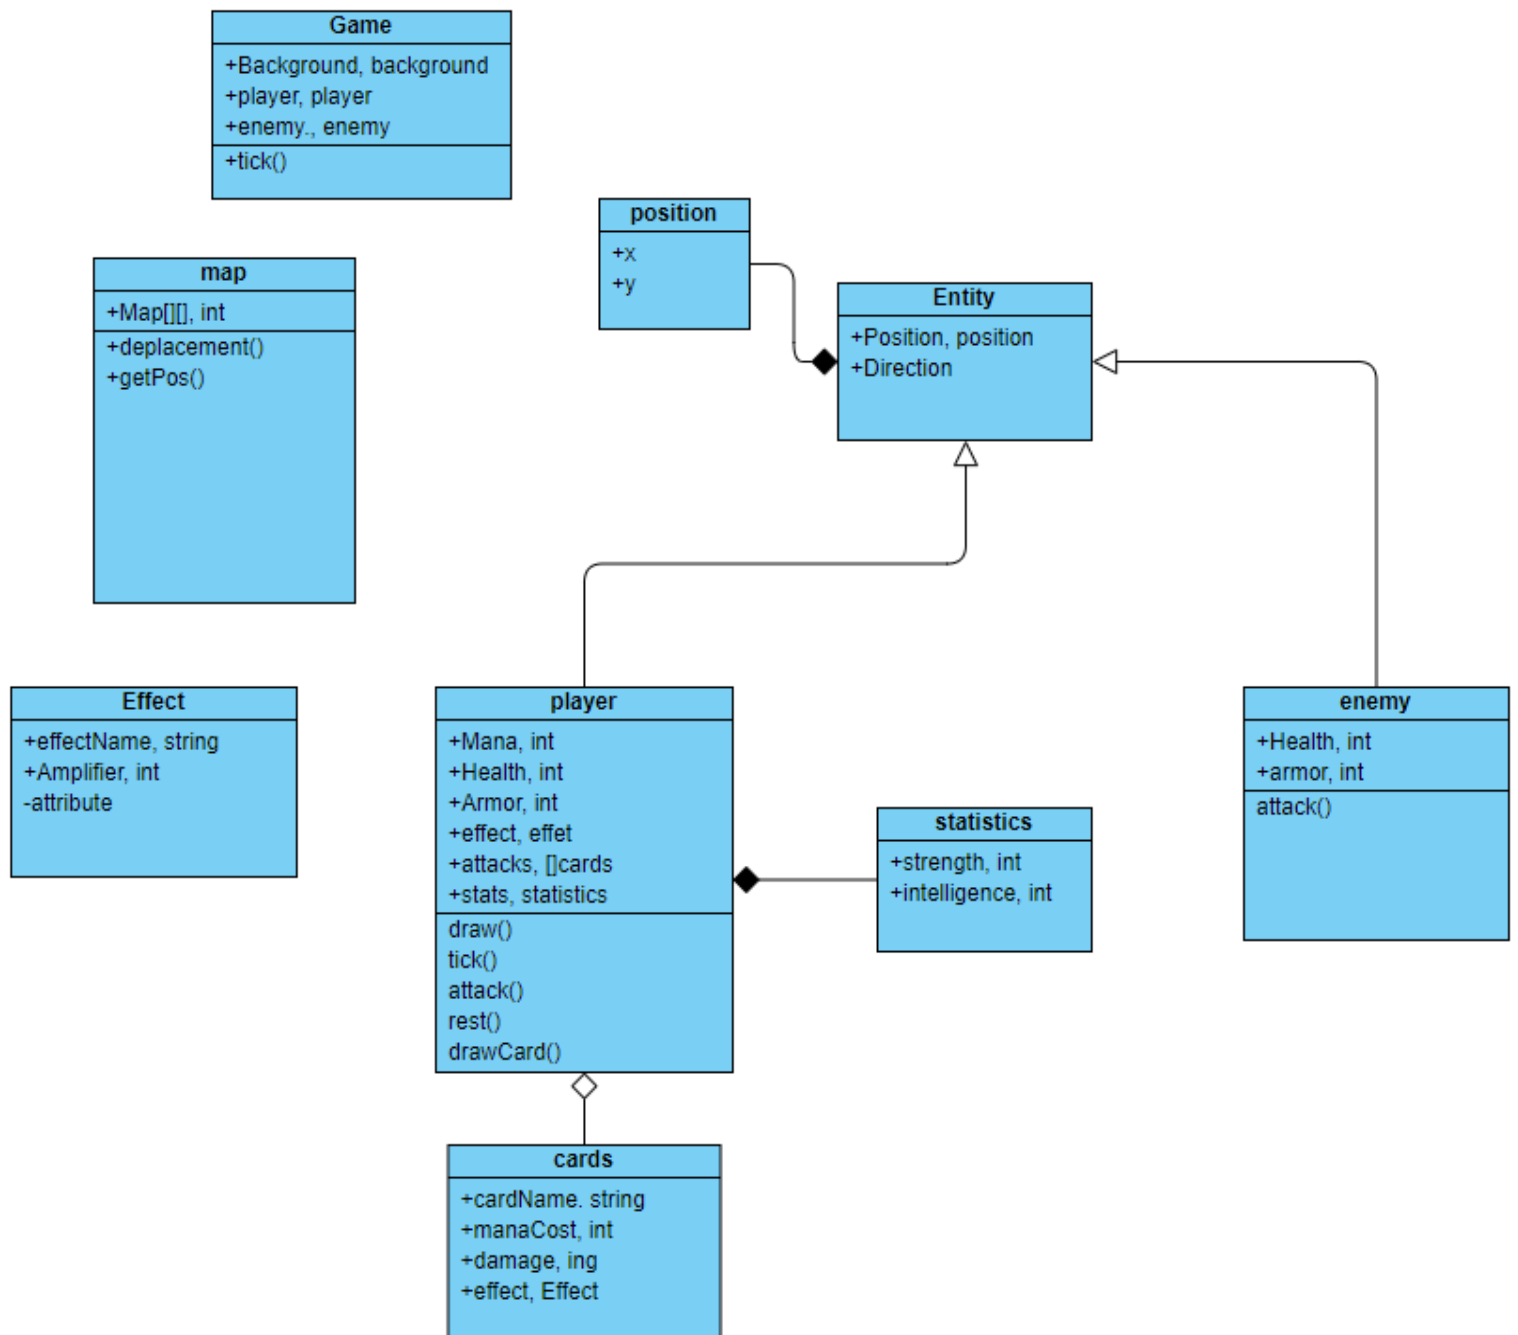 Game
+Background, background
+player, player
+enemy., enemy
+tick()
position
+x
+y
map
+Map[][], int
+deplacement()
+getPos()
Entity
+Position, position
+Direction
Effect
+effectName, string
+Amplifier, int
-attribute
player
+Mana, int
+Health, int
+Armor, int
+effect, effet
+attacks, []cards
+stats, statistics
draw()
tick()
attack()
rest()
drawCard()
statistics
+strength, int
+intelligence, int
enemy
+Health, int
+armor, int
attack()
cards
+cardName. string
+manaCost, int
+damage, ing
+effect, Effect